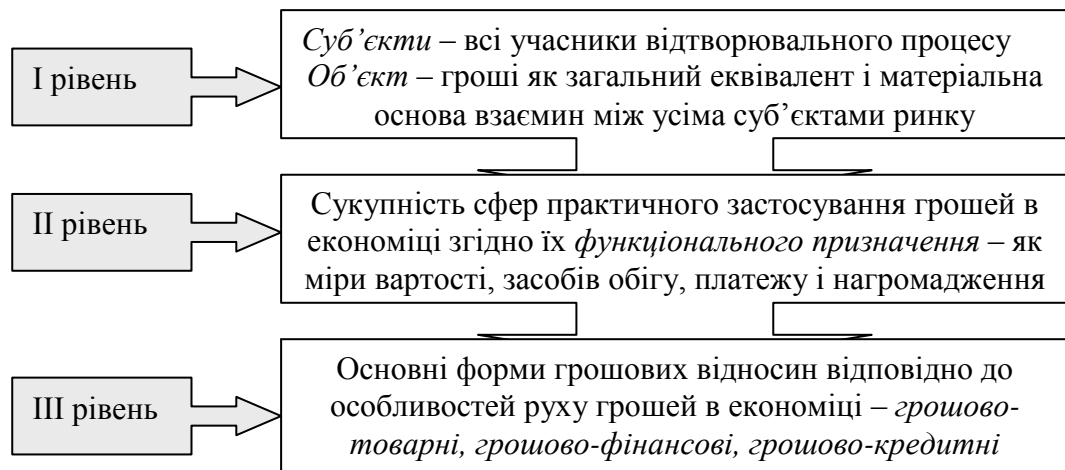 І рівень
Суб’єкти – всі учасники відтворювального процесу
Об’єкт – гроші як загальний еквівалент і матеріальна
основа взаємин між усіма суб’єктами ринку
ІІ рівень
Сукупність сфер практичного застосування грошей в
економіці згідно їх функціонального призначення – як
міри вартості, засобів обігу, платежу і нагромадження
ІІІ рівень
Основні форми грошових відносин відповідно до
особливостей руху грошей в економіці – грошово-
товарні, грошово-фінансові, грошово-кредитні